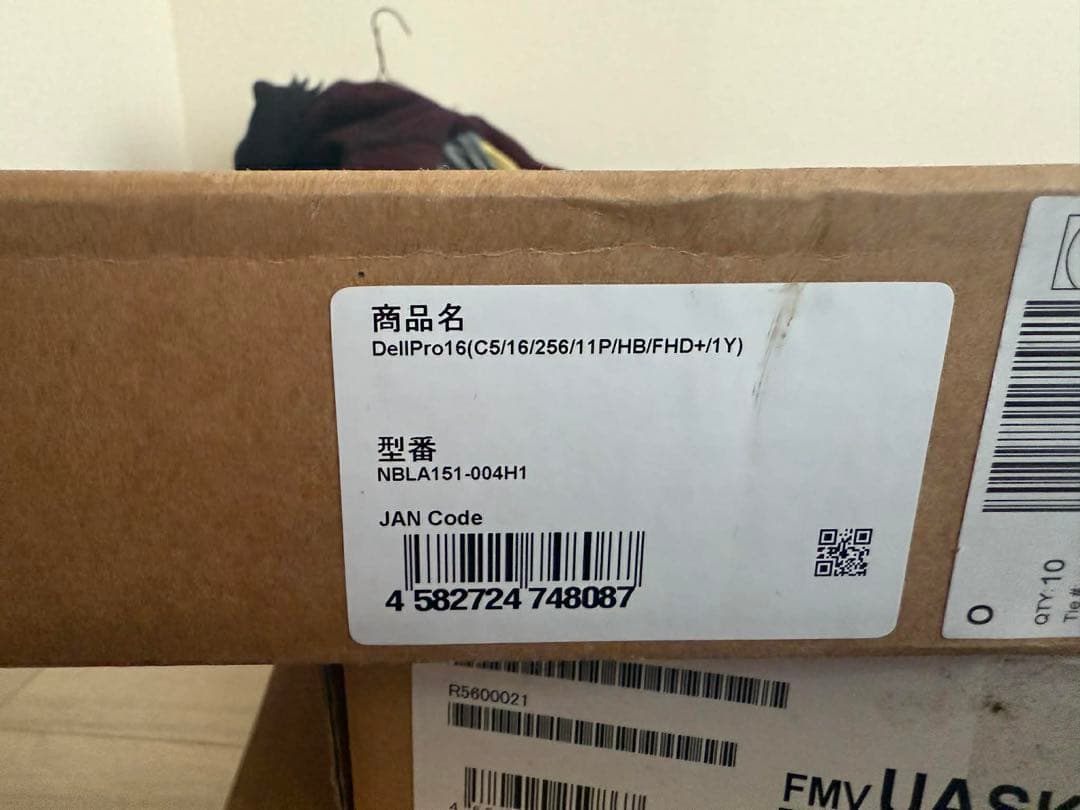 商品名
DellPro16(C5/16/256/11P/HB/FHD+/1Y)
型番
NBLA151-004H1
JAN Code
4 582724 748087
O
QTY: 10
Tie #:
R5600021
FMV